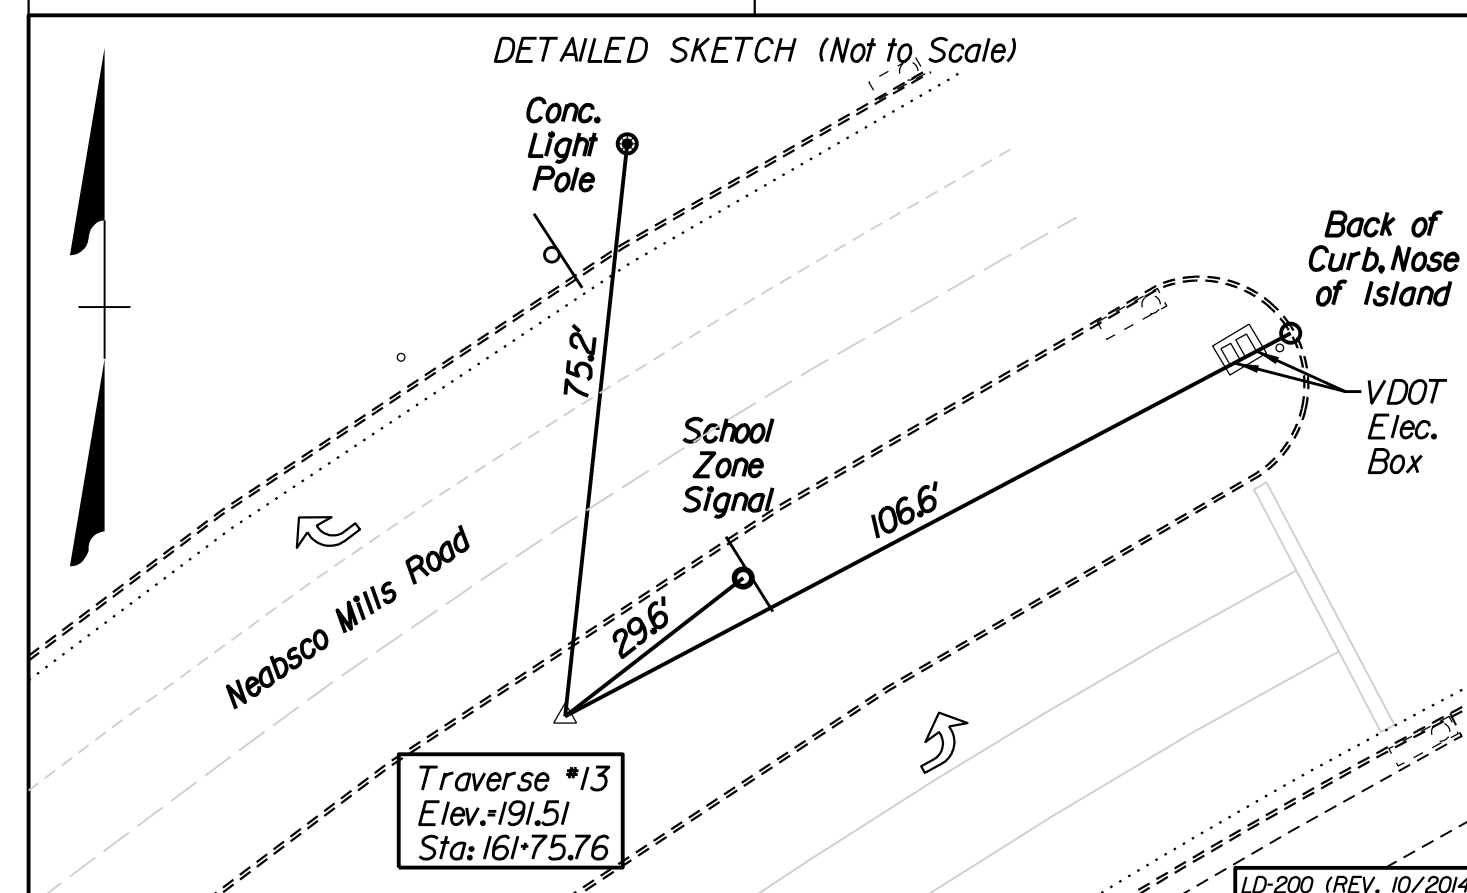 DETAILED SKETCH (Not to Scale)
Conc.
Light
Pole
Back of
Curb, Nose
of Island
75.2'
VDOT
Elec.
Box
School
Zone
Signal
106.6'
29.6'
Neabsco Mills Road
Traverse #13
Elev.=191.51
Sta: 161+75.76
LD-200 (REV. 10/2014